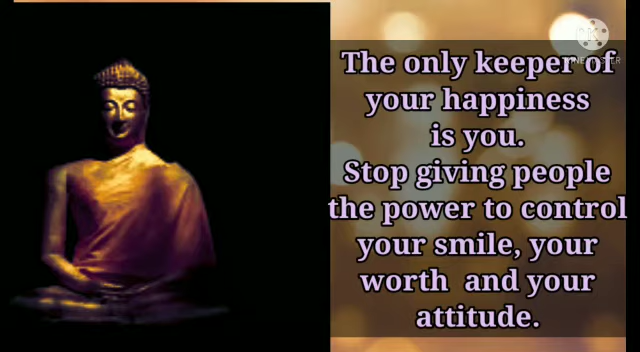 The only keeper of
your happiness
is you.
Stop giving people
the power to control
your smile, your
worth and your
attitude.